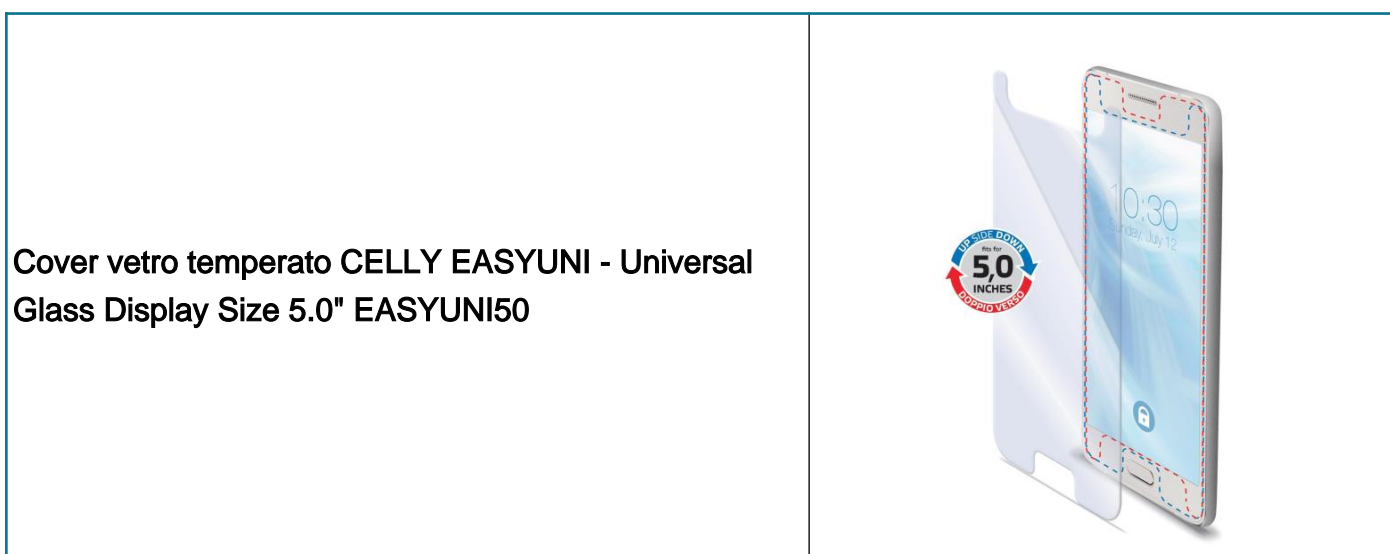 Cover vetro temperato CELLY EASYUNI - Universal
Glass Display Size 5.0" EASYUNI50
UP SIDE DOWN
fits for
5,0
INCHES
DOPPIO VERSO
10:30
Sunday, July 12